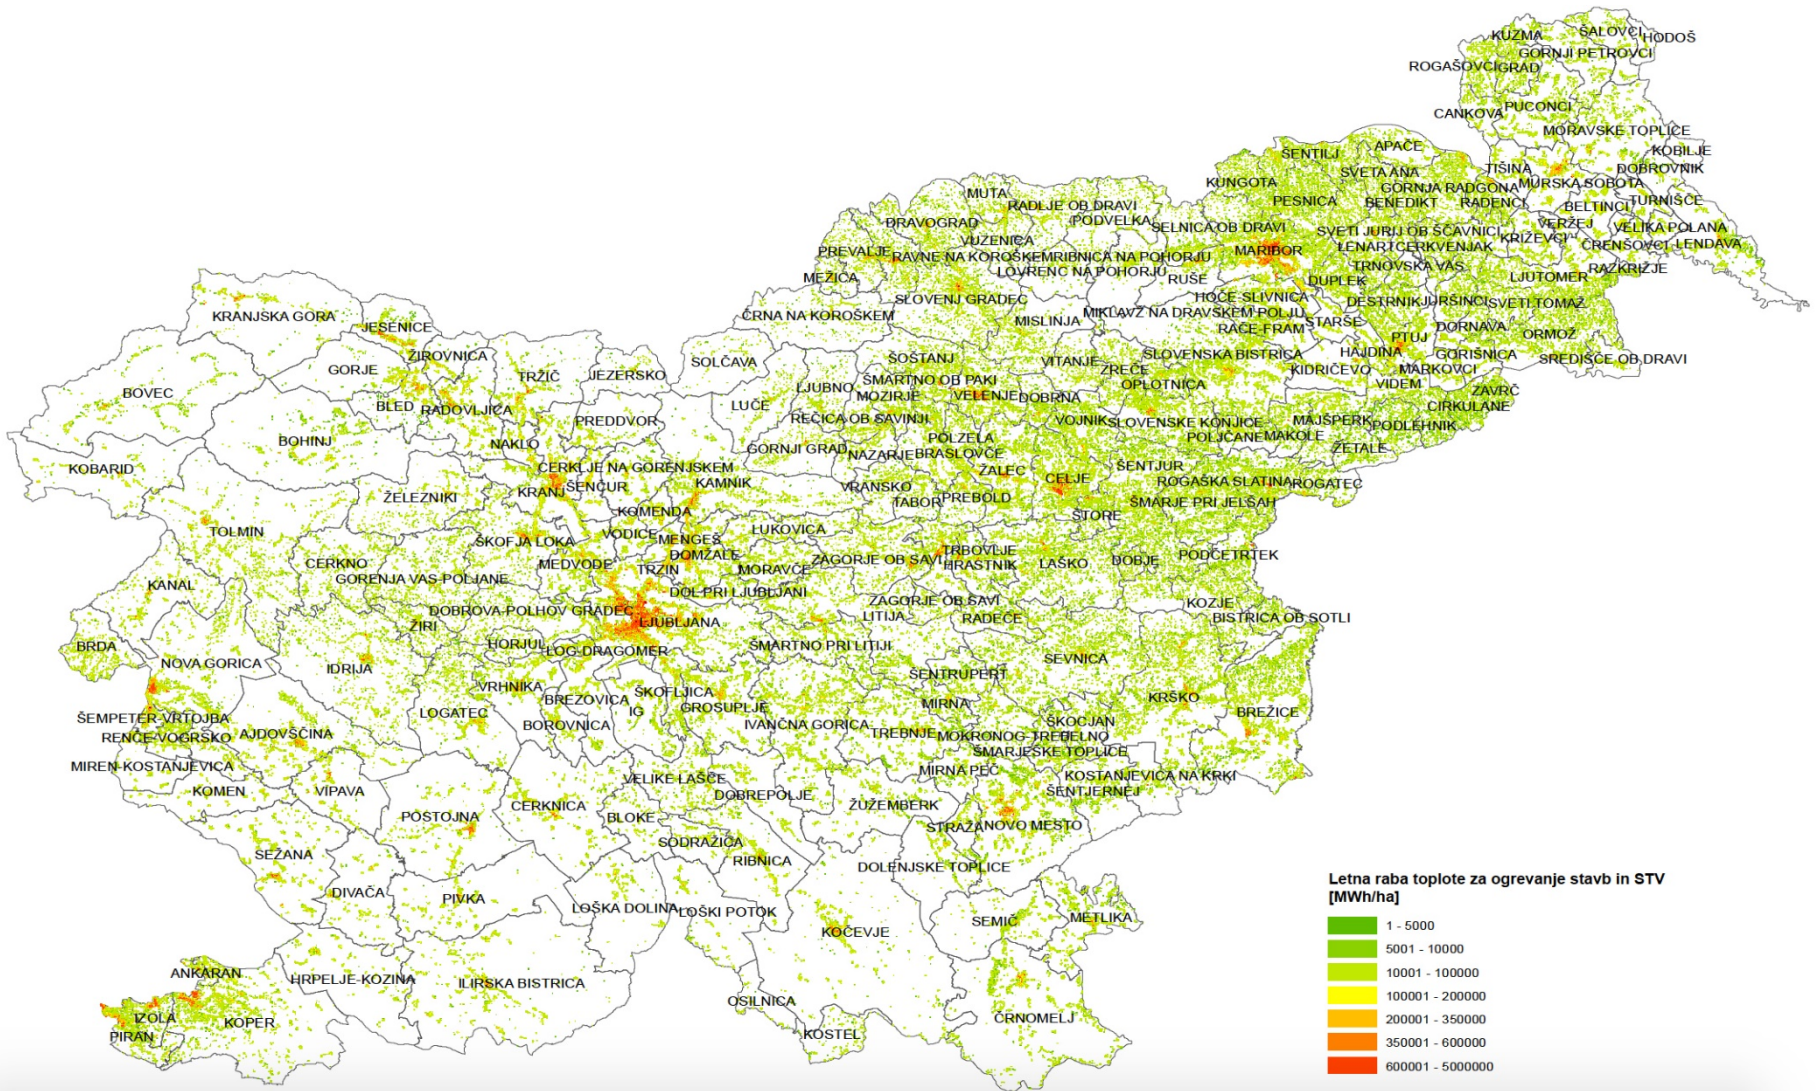 KUZMA
ŠALOVCI
HODOŠ
GORNJI PETROVCI
ROGAŠOVCI
GRAD
CANKOVA
PUCONCI
MORAVSKE TOPLICE
KOBILJE
ŠENTILJ
APAČE
TIŠINA
DOBROVNIK
SVETA ANA
KUNGOTA
GORNJA RADGONA
MURSKA SOBOTA
MUTA
PESNICA
BENEDIKT
RADENCI
BELTINCI
TURNIŠČE
RADLJE OB DRAVI
DRAVOGRAD
PODVELKA
SELNICA OB DRAVI
SVETI JURIJ OB ŠČAVNICI
VERŽEJ
VELIKA POLANA
VUZENICA
KRIŽEVCI
ČRENŠOVCI
LENDAVA
PREVALJE
RAVNE NA KOROŠKEM
RIBNICA NA POHORJU
MARIBOR
LENART
CERKVENJAK
MEŽICA
LOVRENC NA POHORJU
RUŠE
DUPLEK
TRNOVSKA VAS
LJUTOMER
RAZKRIŽJE
SLOVENJ GRADEC
HOČE-SLIVNICA
DESTRNIK
JURŠINCI
SVETI TOMAŽ
KRANJSKA GORA
JESENICE
ČRNA NA KOROŠKEM
MISLINJA
MIKLAVŽ NA DRAVSKEM POLJU
RAČE-FRAM
STARŠE
DORNAVA
ORMOŽ
PTUJ
ŽIROVNICA
GORJE
TRŽIČ
JEZERSKO
SOLČAVA
ŠOŠTANJ
VITANJE
SLOVENSKA BISTRICA
HAJDINA
GORIŠNICA
SREDIŠČE OB DRAVI
ZREČE
KIDRIČEVO
MARKOVCI
BOVEC
LJUBNO
ŠMARTNO OB PAKI
OPLOTNICA
VIDEM
ZAVRČ
MOZIRJE
VELENJE
DOBRNA
BLED
RADOVLJICA
LUČE
CIRKULANE
PREDDVOR
REČICA OB SAVINJI
VOJNIK
SLOVENSKE KONJICE
MAJŠPERK
PODLEHNIK
BOHINJ
NAKLO
POLZELA
POLJČANE
MAKOLE
GORNJI GRAD
NAZARJE
BRASLOVČE
ŽETALE
KOBARID
CERKLJE NA GORENJSKEM
ŽALEC
ŠENTJUR
KAMNIK
CELJE
ROGAŠKA SLATINA
ROGATEC
ŽELEZNIKI
KRANJ
ŠENČUR
VRANSKO
TABOR
PREBOLD
ŠMARJE PRI JELŠAH
KOMENDA
ŠTORE
TOLMIN
ŠKOFJA LOKA
VODICE
MENGEŠ
LUKOVICA
DOMŽALE
TRBOVLJE
PODČETRTEK
CERKNO
MEDVODE
TRZIN
MORAVČE
ZAGORJE OB SAVI
HRASTNIK
LAŠKO
DOBJE
KANAL
GORENJA VAS-POLJANE
DOL PRI LJUBLJANI
ZAGORJE OB SAVI
KOZJE
DOBROVA-POLHOV GRADEC
LJUBLJANA
LITIJA
RADEČE
BISTRICA OB SOTLI
ŽIRI
BRDA
HORJUL
LOG-DRAGOMER
ŠMARTNO PRI LITIJI
NOVA GORICA
IDRIJA
SEVNICA
ŠENTRUPERT
VRHNIKA
BREZOVICA
ŠKOFLJICA
KRŠKO
IG
GROSUPLJE
MIRNA
ŠEMPETER-VRTOJBA
LOGATEC
BOROVNICA
IVANČNA GORICA
ŠKOCJAN
BREŽICE
RENČE-VOGRSKO
AJDOVŠČINA
TREBNJE
MOKRONOG-TREBELNO
ŠMARJEŠKE TOPLICE
MIREN-KOSTANJEVICA
MIRNA PEČ
KOSTANJEVICA NA KRKI
KOMEN
VIPAVA
VELIKE LAŠČE
ŠENTJERNEJ
DOBREPOLJE
CERKNICA
ŽUŽEMBERK
POSTOJNA
BLOKE
STRAŽA
NOVO MESTO
SODRAŽICA
SEŽANA
RIBNICA
DOLENJSKE TOPLICE
DIVAČA
PIVKA
LOŠKA DOLINA
LOŠKI POTOK
SEMIČ
METLIKA
KOČEVJE
ANKARAN
HRPELJE-KOZINA
ILIRSKA BISTRICA
OSILNICA
IZOLA
KOPER
ČRNOMELJ
PIRAN
KOSTEL
Letna raba toplote za ogrevanje stavb in STV
[MWh/ha]
1 - 5000
5001 - 10000
10001 - 100000
100001 - 200000
200001 - 350000
350001 - 600000
600001 - 5000000